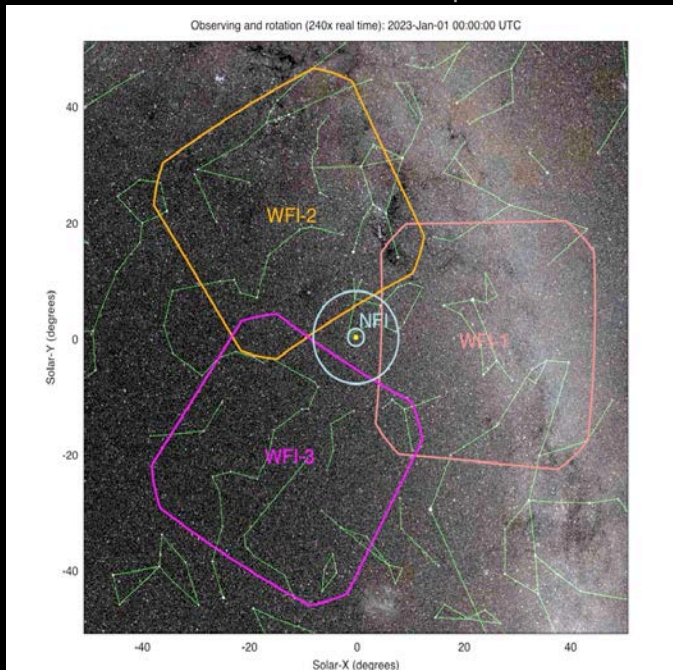 Observing and rotation (240x real time): 2023-Jan-01 00:00:00 UTC
40
WFI-2
20
NFI
WFI-1
0
Solar-Y (degrees)
-20
WFI-3
-40
-40 -20 0 20 40
Solar-X (degrees)